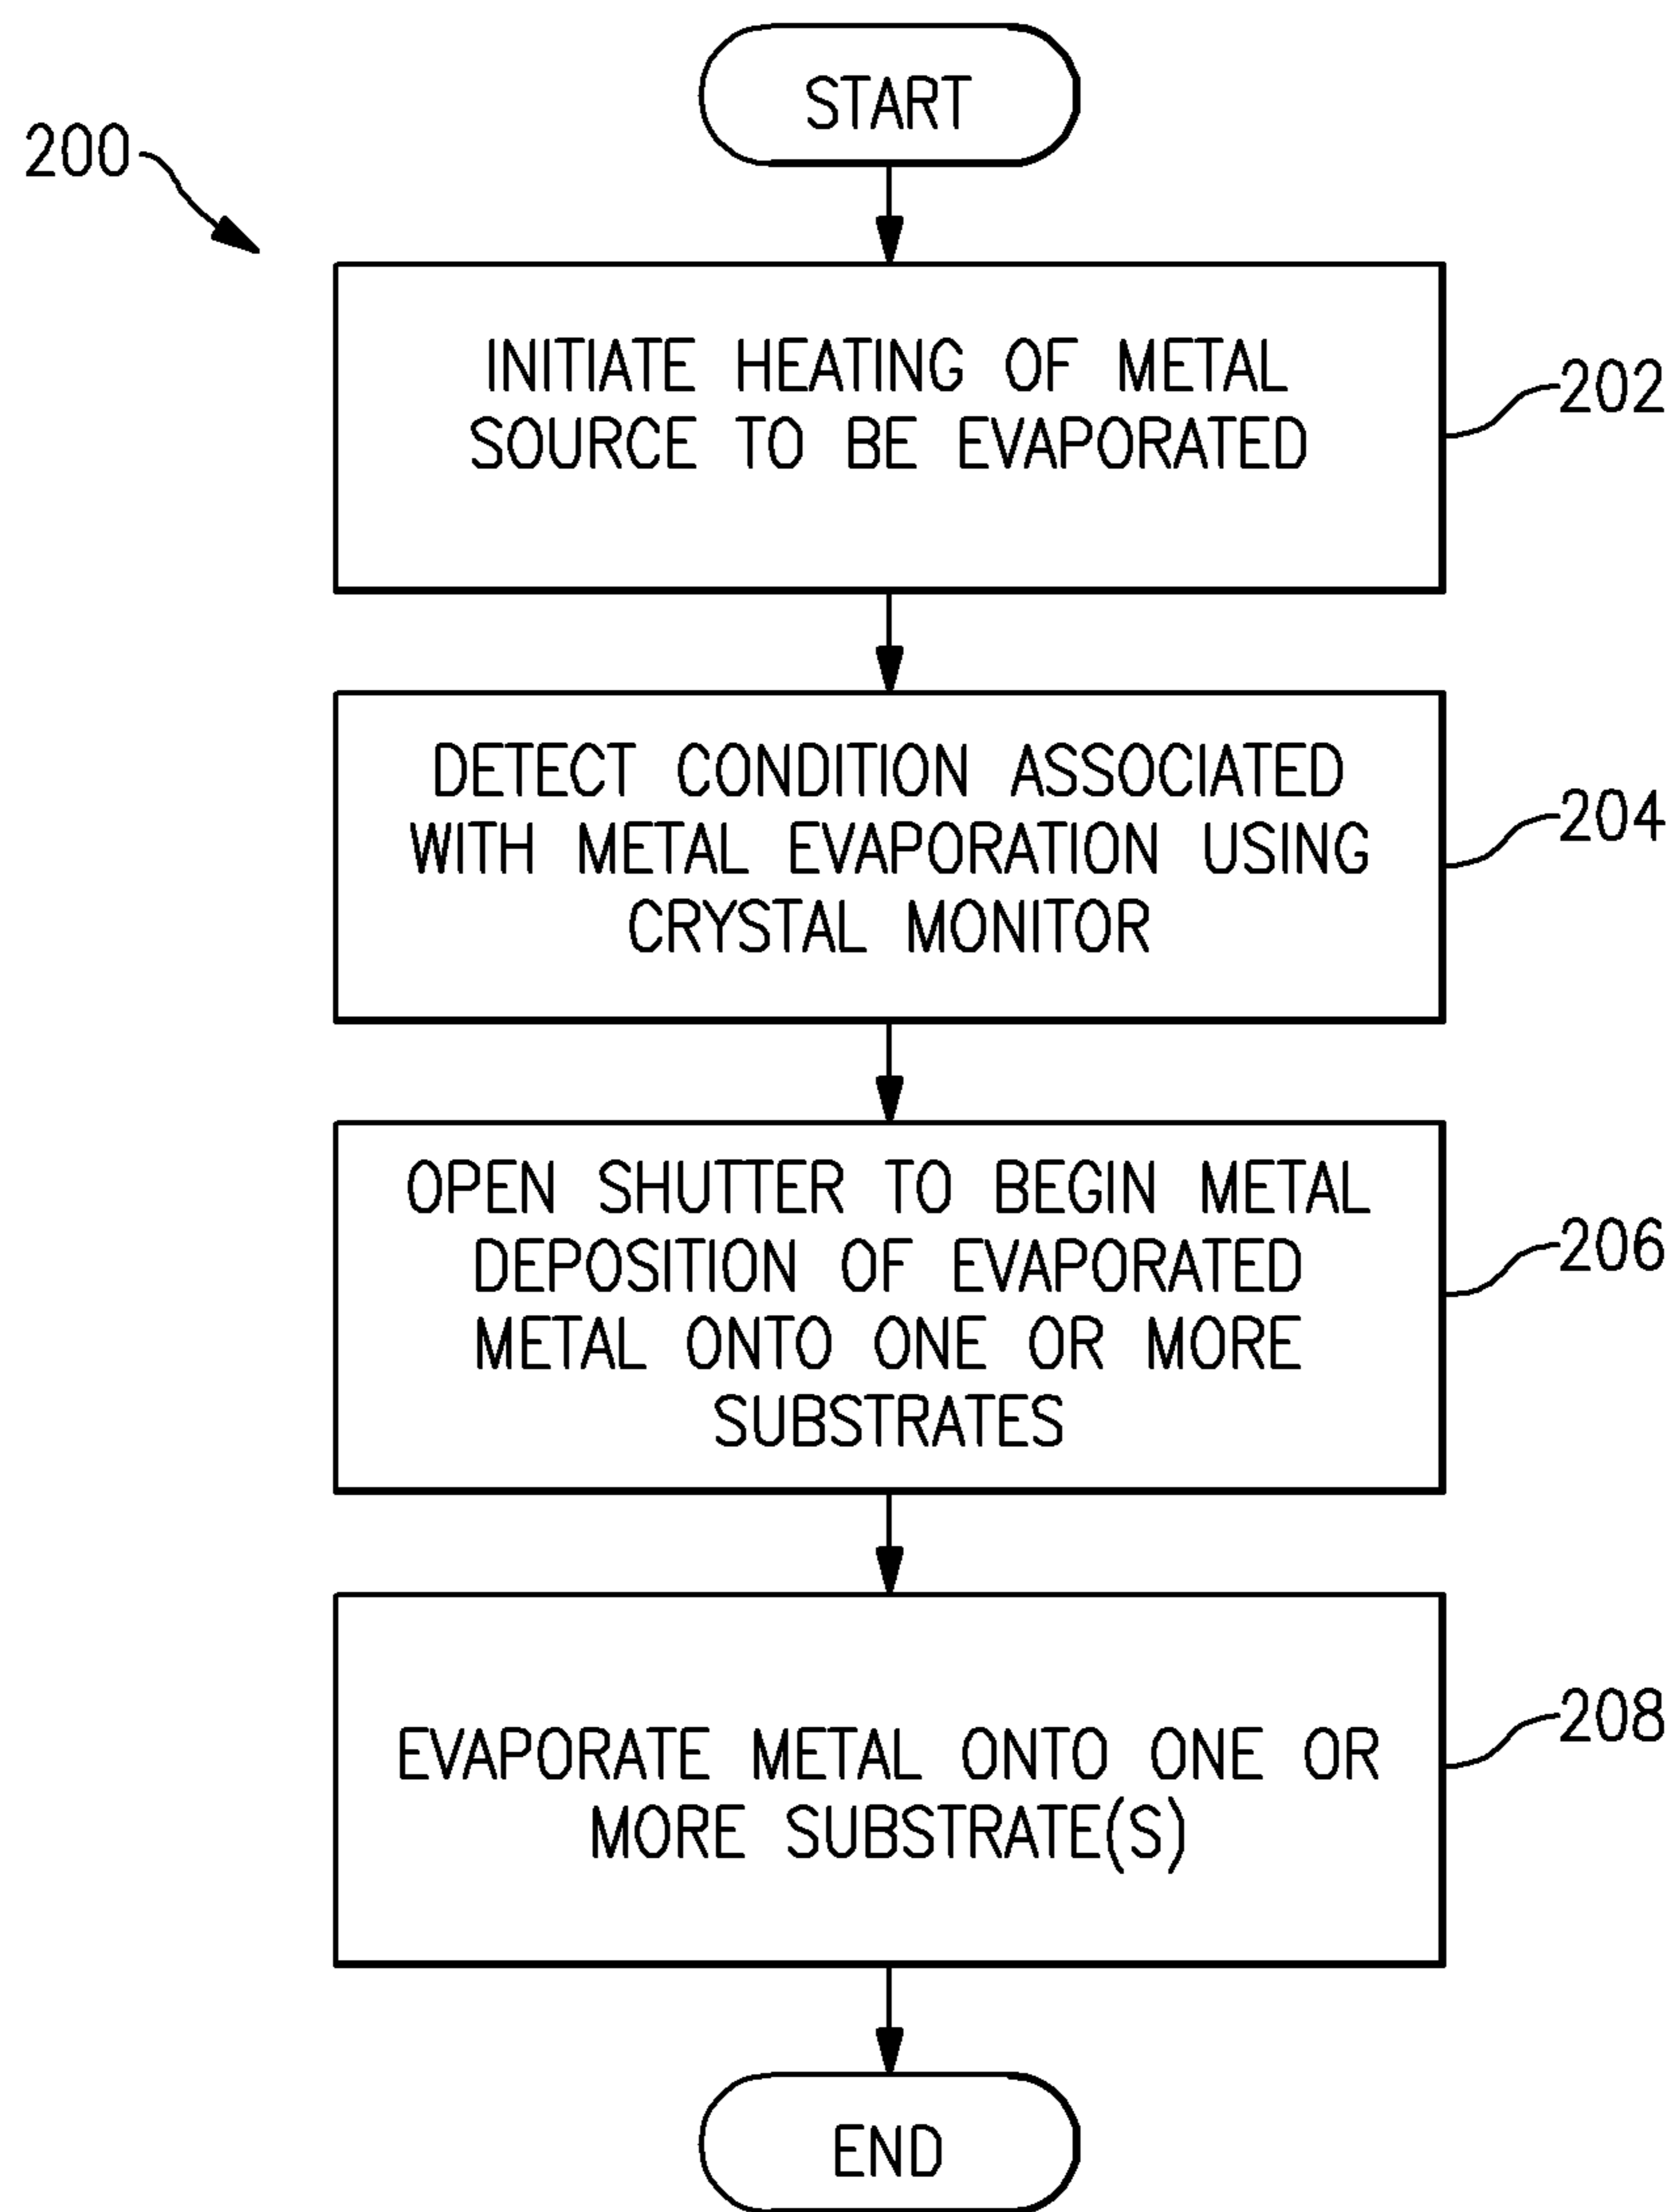 START
200
INITIATE HEATING OF METAL
SOURCE TO BE EVAPORATED
202
DETECT CONDITION ASSOCIATED
WITH METAL EVAPORATION USING
CRYSTAL MONITOR
204
OPEN SHUTTER TO BEGIN METAL
DEPOSITION OF EVAPORATED
METAL ONTO ONE OR MORE
SUBSTRATES
206
EVAPORATE METAL ONTO ONE OR
MORE SUBSTRATE(S)
208
END